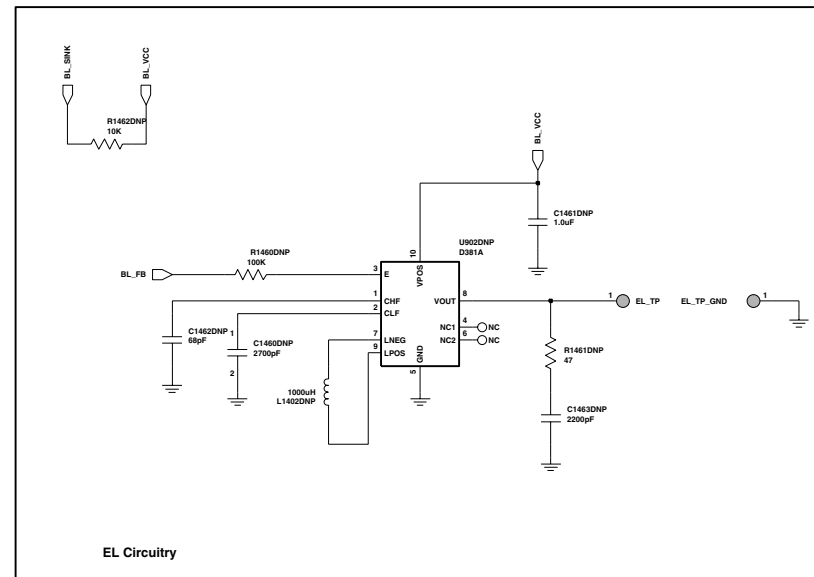 BL_SINK
BL_VCC
R1462DNP
10K
BL_VCC
C1461DNP
1.0uF
U902DNP
D381A
R1460DNP
100K
BL_FB
3 E
10 VPOS
1 CHF
2 CLF
VOUT 8
1 EL_TP
EL_TP_GND 1
NC1 4 NC
NC2 6 NC
7 LNEG
9 LPOS
GND 5
C1462DNP
68pF
1
C1460DNP
2700pF
2
1000uH
L1402DNP
R1461DNP
47
C1463DNP
2200pF
EL Circuitry